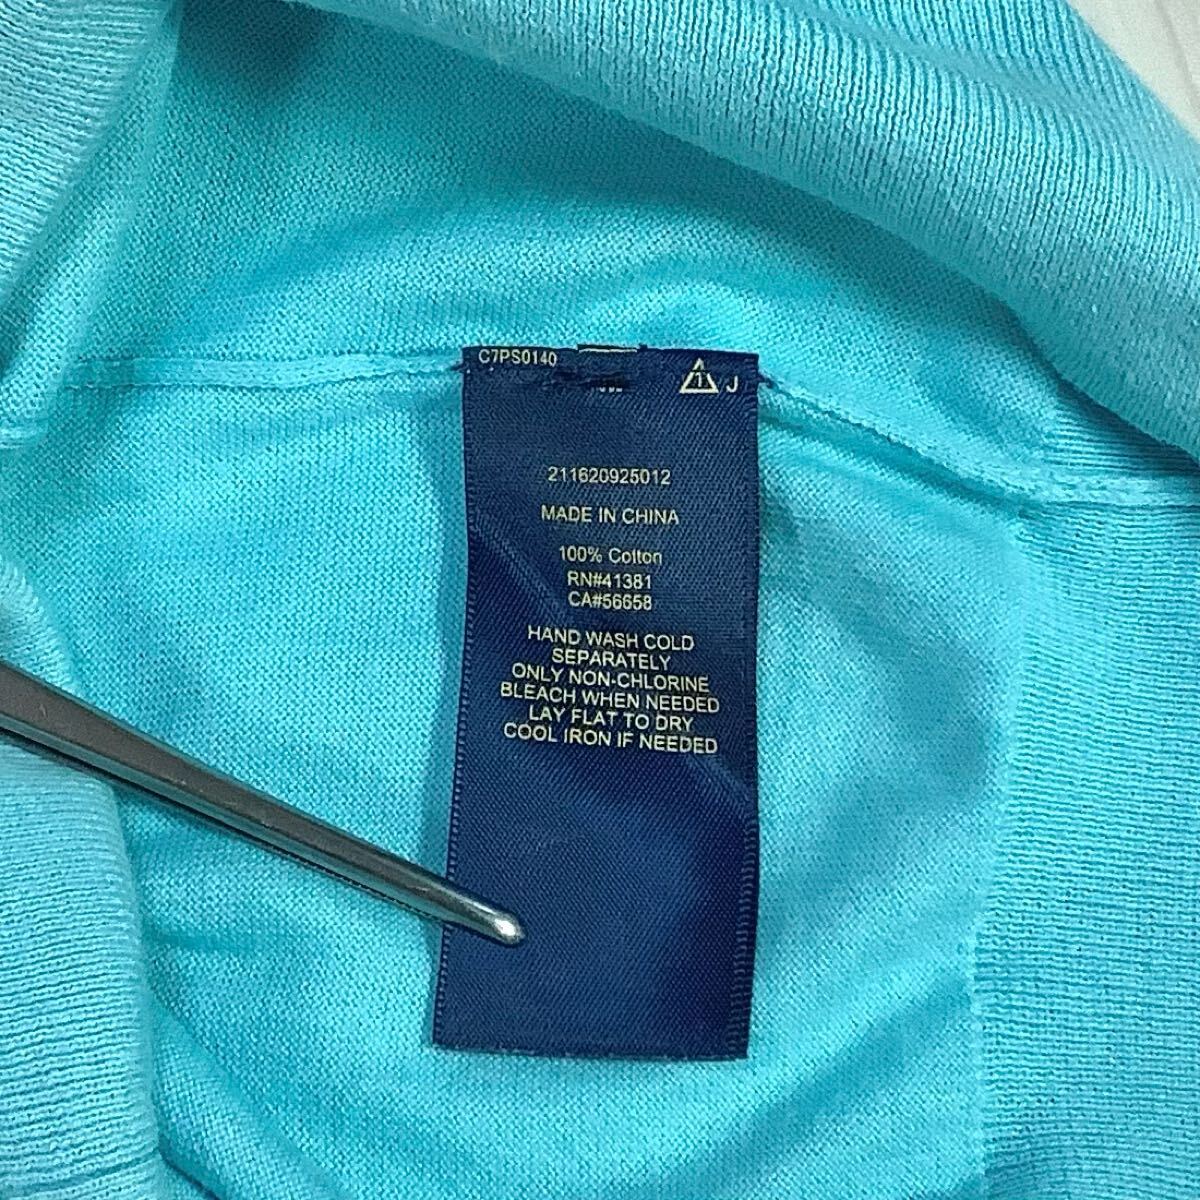 C7PS0140
1 J
211620925012
MADE IN CHINA
100% Cotton
RN#41381
CA#56658
HAND WASH COLD
SEPARATELY
ONLY NON-CHLORINE
BLEACH WHEN NEEDED
LAY FLAT TO DRY
COOL IRON IF NEEDED